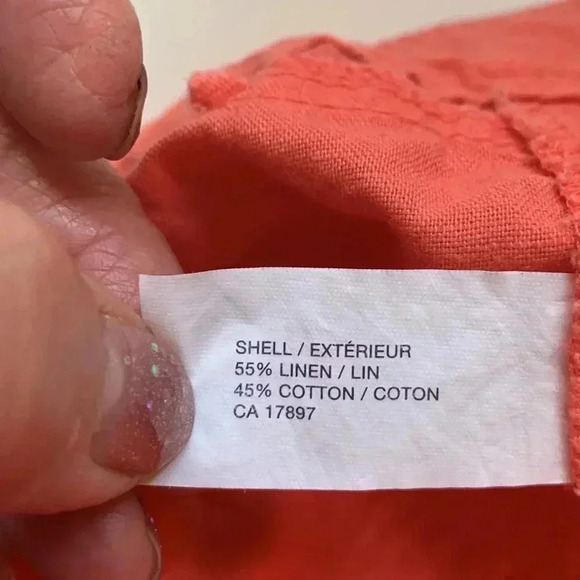 SHELL / EXTÉRIEUR
55% LINEN / LIN
45% COTTON / COTON
CA 17897